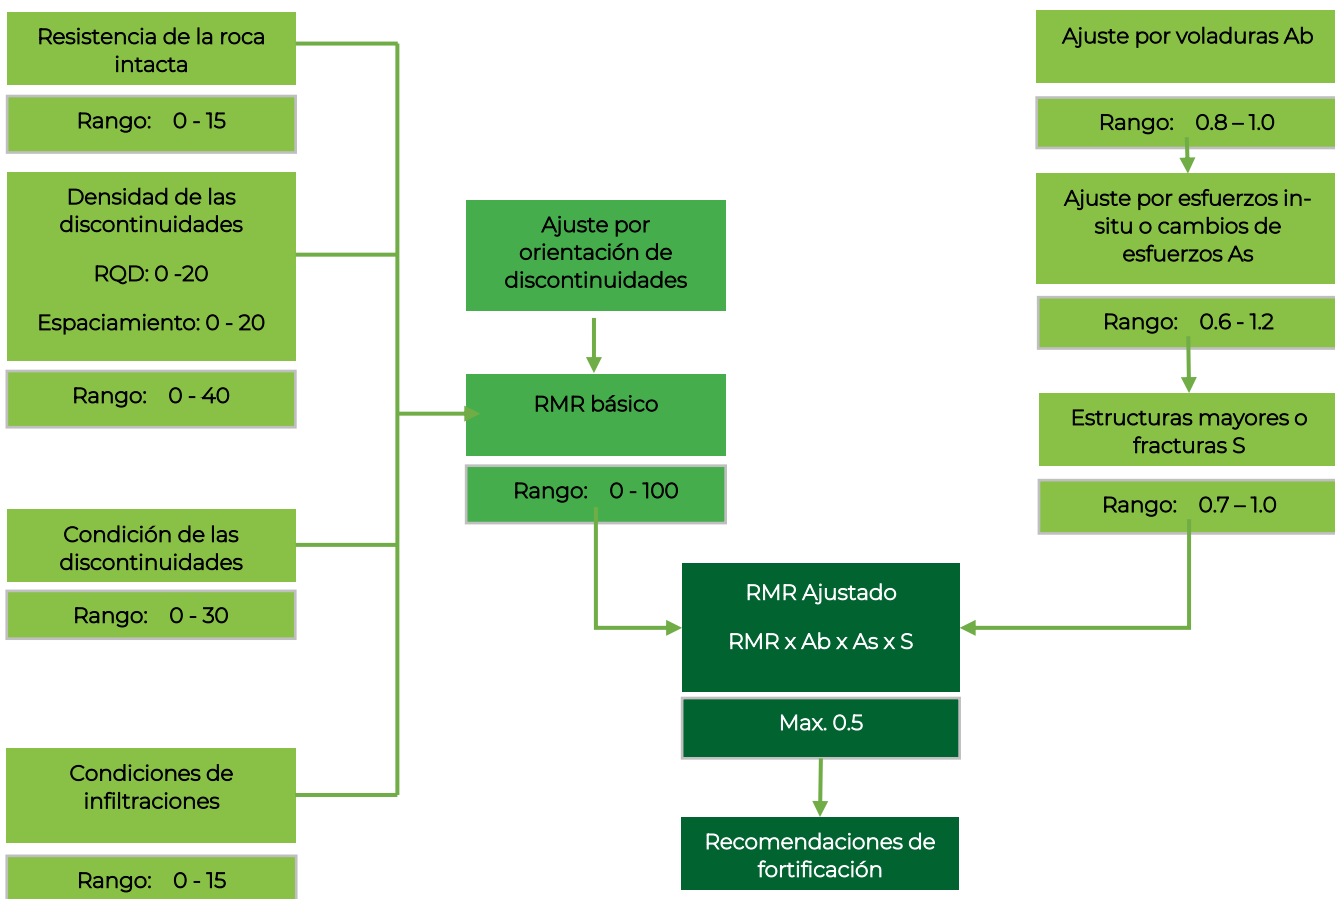 Resistencia de la roca
intacta
Rango: 0 - 15
Densidad de las
discontinuidades
RQD: 0 -20
Espaciamiento: 0 - 20
Rango: 0 - 40
Condición de las
discontinuidades
Rango: 0 - 30
Condiciones de
infiltraciones
Rango: 0 - 15
Ajuste por
orientación de
discontinuidades
RMR básico
Rango: 0 - 100
Ajuste por voladuras Ab
Rango: 0.8 – 1.0
Ajuste por esfuerzos in-
situ o cambios de
esfuerzos As
Rango: 0.6 - 1.2
Estructuras mayores o
fracturas S
Rango: 0.7 – 1.0
RMR Ajustado
RMR x Ab x As x S
Max. 0.5
Recomendaciones de
fortificación